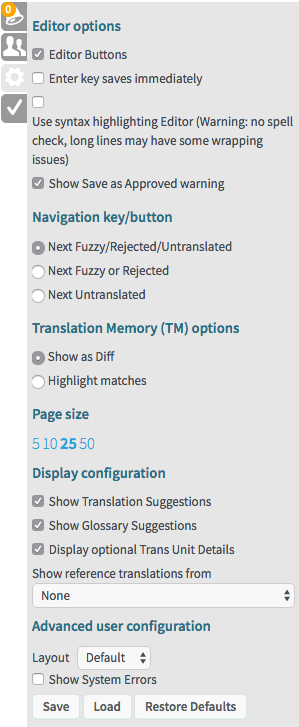 0
Editor options
Editor Buttons
Enter key saves immediately
Use syntax highlighting Editor (Warning: no spell
check, long lines may have some wrapping
issues)
Show Save as Approved warning
Navigation key/button
Next Fuzzy/Rejected/Untranslated
Next Fuzzy or Rejected
Next Untranslated
Translation Memory (TM) options
Show as Diff
Highlight matches
Page size
5 10 25 50
Display configuration
Show Translation Suggestions
Show Glossary Suggestions
Display optional Trans Unit Details
Show reference translations from
None
Advanced user configuration
Layout Default
Show System Errors
Save Load Restore Defaults